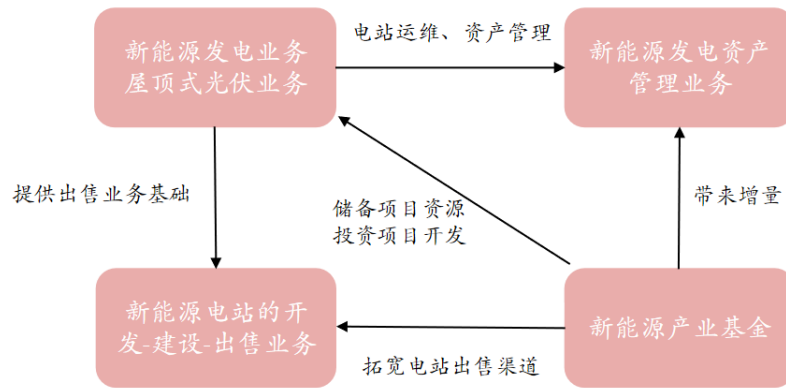 电站运维、资产管理
新能源发电业务
屋顶式光伏业务
新能源发电资产
管理业务
提供出售业务基础
储备项目资源
投资项目开发
带来增量
新能源电站的开
发-建设-出售业务
新能源产业基金
拓宽电站出售渠道